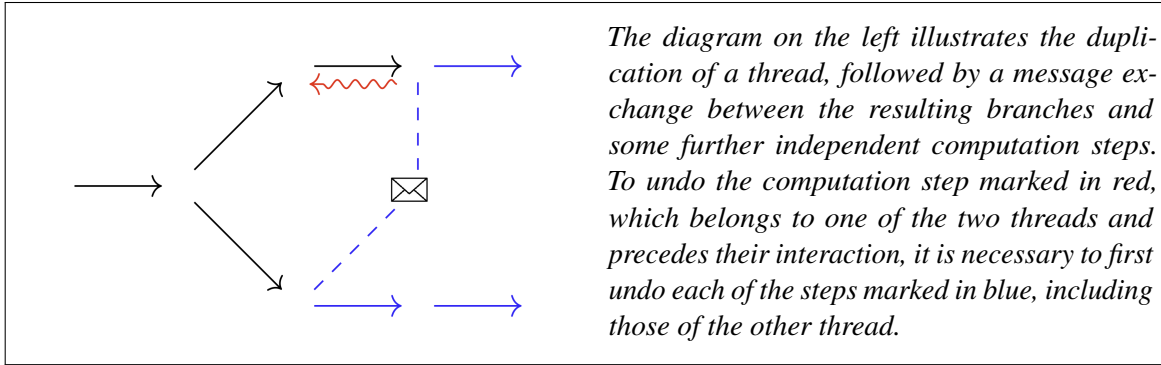 The diagram on the left illustrates the dupli-
cation of a thread, followed by a message ex-
change between the resulting branches and
some further independent computation steps.
To undo the computation step marked in red,
which belongs to one of the two threads and
precedes their interaction, it is necessary to first
undo each of the steps marked in blue, including
those of the other thread.